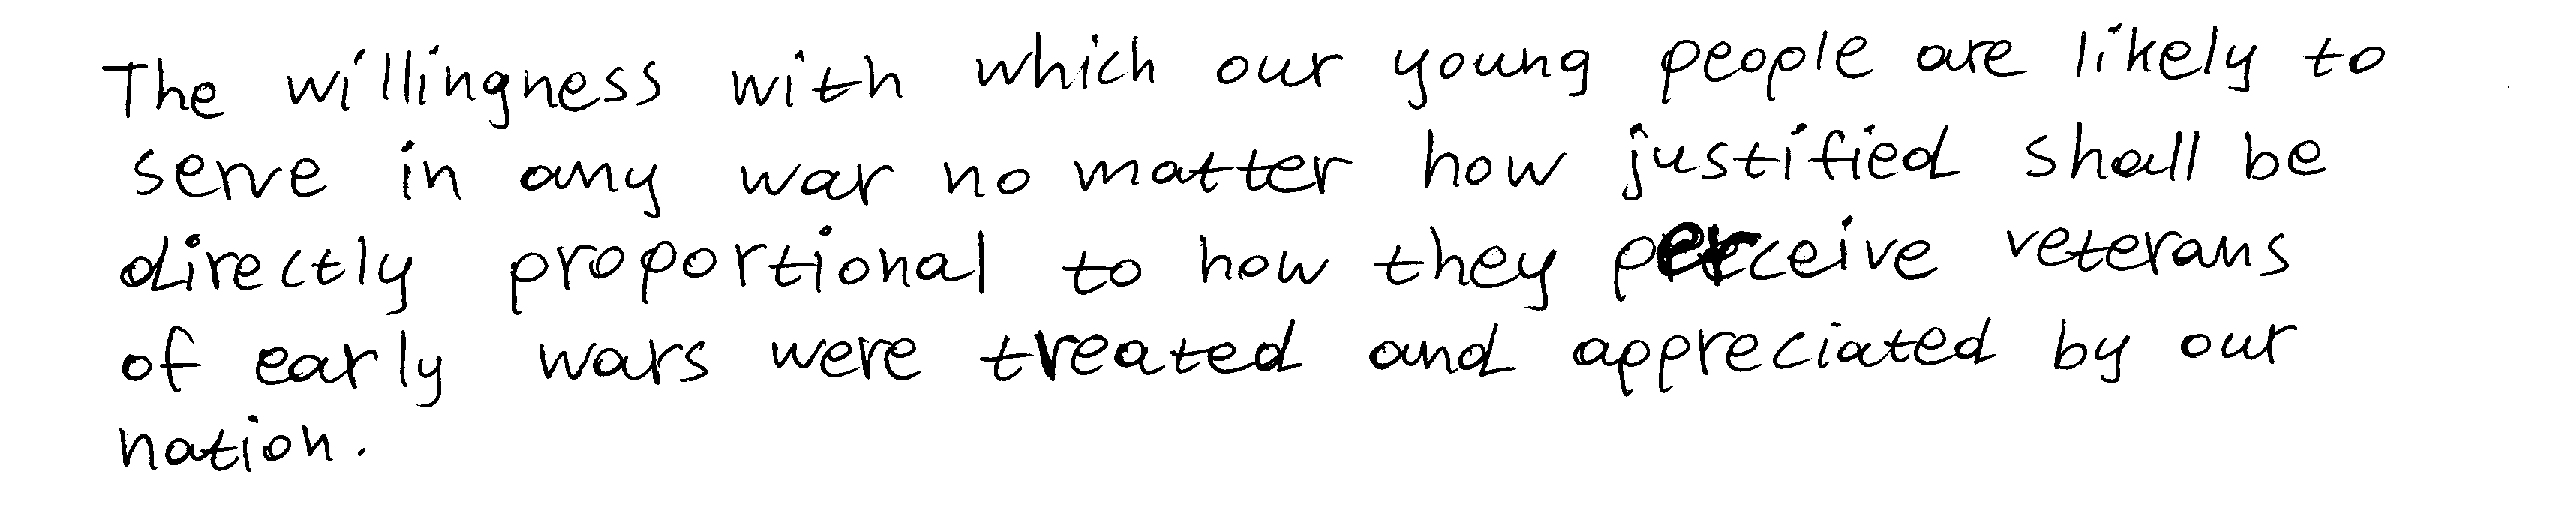 The willingness with which our young people are likely to
serve in any war no matter how justified shall be
directly proportional to how they perceive veterans
of early wars were treated and appreciated by our
nation.